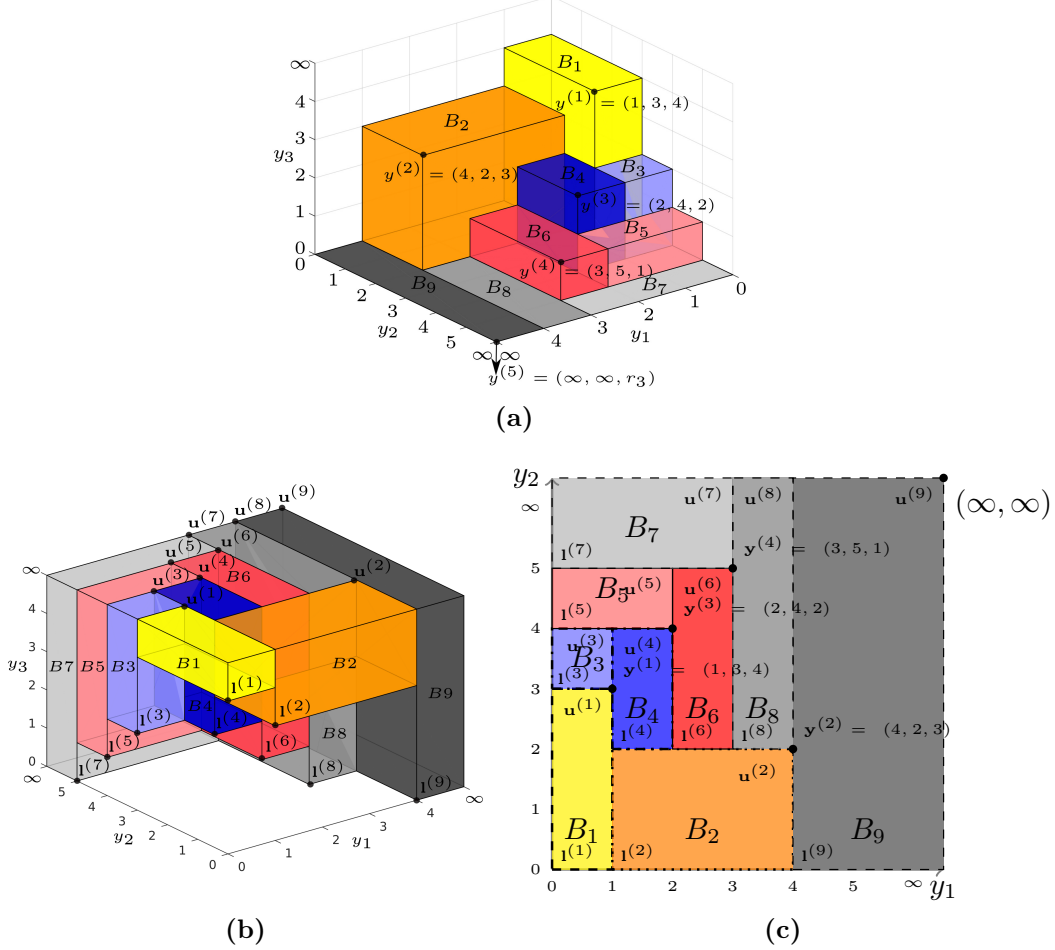 ∞
4
3
2
1
0
y₃
B₁
y⁽¹⁾ = (1, 3, 4)
B₂
y⁽²⁾ = (4, 2, 3)
B₄
B₃
y⁽³⁾ = (2, 4, 2)
B₆
B₅
y⁽⁴⁾ = (3, 5, 1)
B₉
B₈
B₇
0
1
2
3
4
5
∞
y₂
∞
4
3
2
1
0
y₁
y⁽⁵⁾ = (∞, ∞, r₃)
(a)
u⁽⁹⁾
u⁽⁸⁾
u⁽⁷⁾
u⁽⁶⁾
u⁽⁵⁾
u⁽⁴⁾
u⁽³⁾
u⁽²⁾
u⁽¹⁾
∞
4
3
2
1
0
y₃
B7
B5
B3
B1
B6
B2
B4
B8
B9
l⁽¹⁾
l⁽²⁾
l⁽³⁾
l⁽⁴⁾
l⁽⁵⁾
l⁽⁶⁾
l⁽⁷⁾
l⁽⁸⁾
l⁽⁹⁾
∞
5
4
3
2
1
0
y₂
0
1
2
3
4
∞
y₁
(b)
y₂
∞
5
4
3
2
1
0
u⁽⁷⁾
u⁽⁸⁾
u⁽⁹⁾
(∞, ∞)
B₇
l⁽⁷⁾
y⁽⁴⁾ = (3, 5, 1)
B₅
u⁽⁵⁾
u⁽⁶⁾
l⁽⁵⁾
y⁽³⁾ = (2, 4, 2)
u⁽³⁾
u⁽⁴⁾
B₃
l⁽³⁾
y⁽¹⁾ = (1, 3, 4)
u⁽¹⁾
B₄
B₆
B₈
l⁽⁴⁾
l⁽⁶⁾
l⁽⁸⁾
y⁽²⁾ = (4, 2, 3)
u⁽²⁾
B₁
B₂
B₉
l⁽¹⁾
l⁽²⁾
l⁽⁹⁾
0
1
2
3
4
5
∞
y₁
(c)